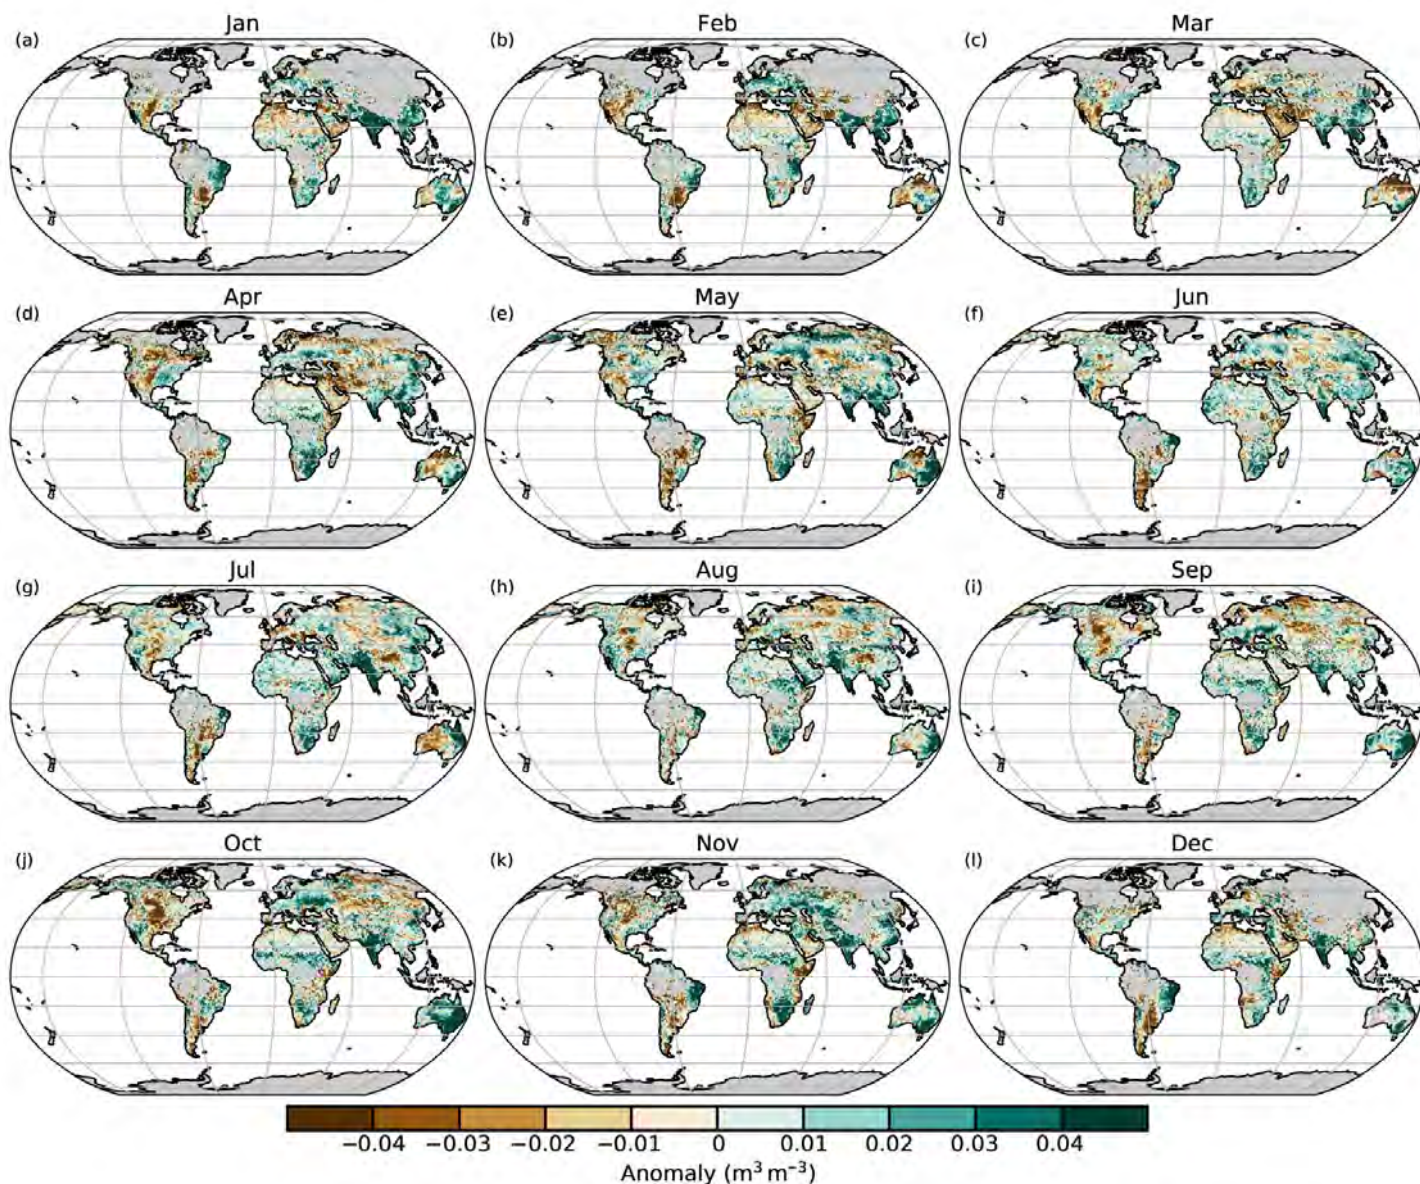 Jan Feb Mar
(a) (b) (c)
Apr May Jun
(d) (e) (f)
Jul Aug Sep
(g) (h) (i)
Oct Nov Dec
(j) (k) (l)
−0.04 −0.03 −0.02 −0.01 0 0.01 0.02 0.03 0.04
Anomaly (m³ m⁻³)